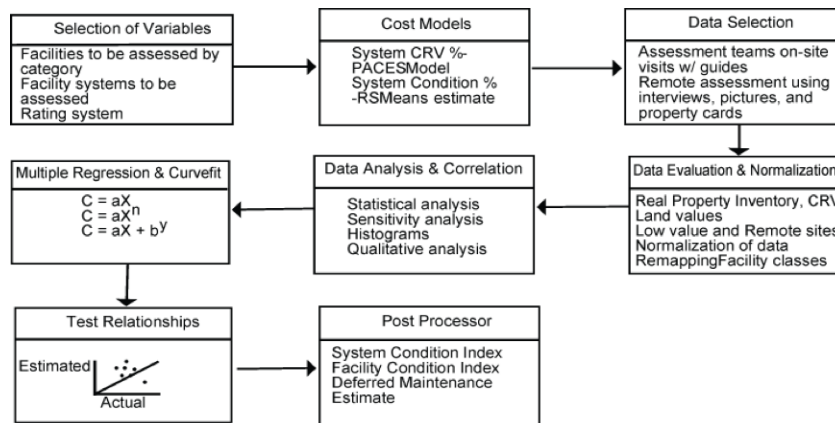 Selection of Variables
Facilities to be assessed by
category
Facility systems to be
assessed
Rating system
Cost Models
System CRV %-
PACESModel
System Condition %
-RSMeans estimate
Data Selection
Assessment teams on-site
visits w/ guides
Remote assessment using
interviews, pictures, and
property cards
Data Evaluation & Normalization
Real Property Inventory, CRV
Land values
Low value and Remote sites
Normalization of data
RemappingFacility classes
Data Analysis & Correlation
Statistical analysis
Sensitivity analysis
Histograms
Qualitative analysis
Multiple Regression & Curvefit
C = aX
C = aXⁿ
C = aX + bʸ
Test Relationships
Estimated
Actual
Post Processor
System Condition Index
Facility Condition Index
Deferred Maintenance
Estimate